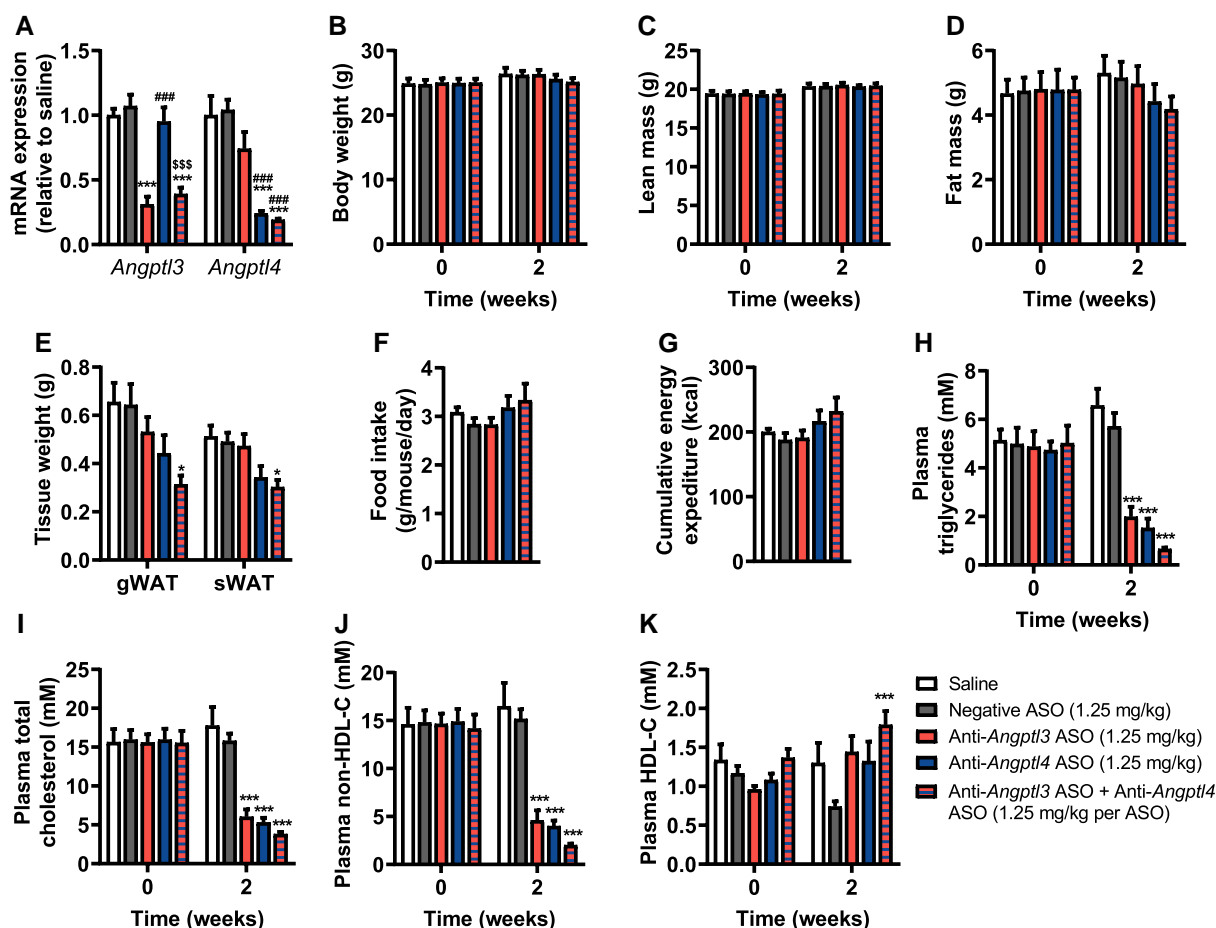 A
mRNA expression
(relative to saline)
1.5
1.0
0.5
0.0
***
###
$$$
***
###
***
###
***
Angptl3 Angptl4
B
Body weight (g)
30
20
10
0
0 2
Time (weeks)
C
Lean mass (g)
25
20
15
10
5
0
0 2
Time (weeks)
D
Fat mass (g)
6
4
2
0
0 2
Time (weeks)
E
Tissue weight (g)
0.8
0.6
0.4
0.2
0.0
*
*
gWAT sWAT
F
Food intake
(g/mouse/day)
4
3
2
1
0
G
Cumulative energy
expediture (kcal)
300
200
100
0
H
Plasma
triglycerides (mM)
8
6
4
2
0
***
***
***
0 2
Time (weeks)
I
Plasma total
cholesterol (mM)
25
20
15
10
5
0
***
***
***
0 2
Time (weeks)
J
Plasma non-HDL-C (mM)
20
15
10
5
0
***
***
***
0 2
Time (weeks)
K
Plasma HDL-C (mM)
2.5
2.0
1.5
1.0
0.5
0.0
***
0 2
Time (weeks)
Saline
Negative ASO (1.25 mg/kg)
Anti-Angptl3 ASO (1.25 mg/kg)
Anti-Angptl4 ASO (1.25 mg/kg)
Anti-Angptl3 ASO + Anti-Angptl4
ASO (1.25 mg/kg per ASO)